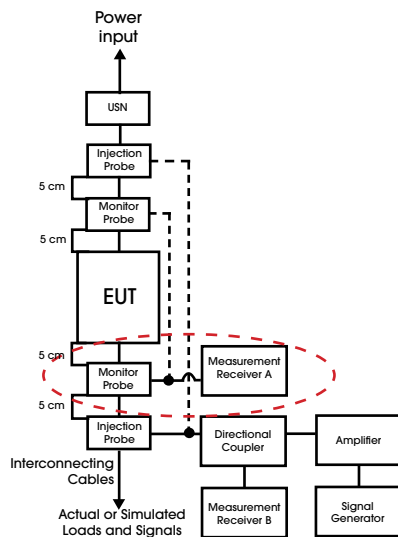 Power
input
USN
Injection
Probe
5 cm
Monitor
Probe
5 cm
EUT
5 cm
Monitor
Probe
Measurement
Receiver A
5 cm
Injection
Probe
Directional
Coupler
Amplifier
Interconnecting
Cables
Measurement
Receiver B
Signal
Generator
Actual or Simulated
Loads and Signals